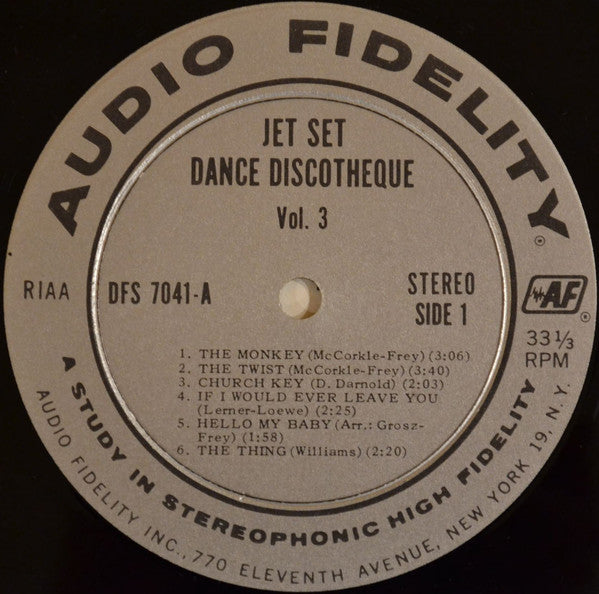 AUDIO FIDELITY®
JET SET
DANCE DISCOTHEQUE
Vol. 3
RIAA
DFS 7041-A
STEREO
SIDE 1
AF®
33 1/3
RPM
1. THE MONKEY (McCorkle-Frey) (3:06)
2. THE TWIST (McCorkle-Frey) (3:40)
3. CHURCH KEY (D. Darnold) (2:03)
4. IF I WOULD EVER LEAVE YOU
(Lerner-Loewe) (2:25)
5. HELLO MY BABY (Arr.: Grosz-
Frey) (1:58)
6. THE THING (Williams) (2:20)
A STUDY IN STEREOPHONIC HIGH FIDELITY
AUDIO FIDELITY INC., 770 ELEVENTH AVENUE, NEW YORK 19, N.Y.